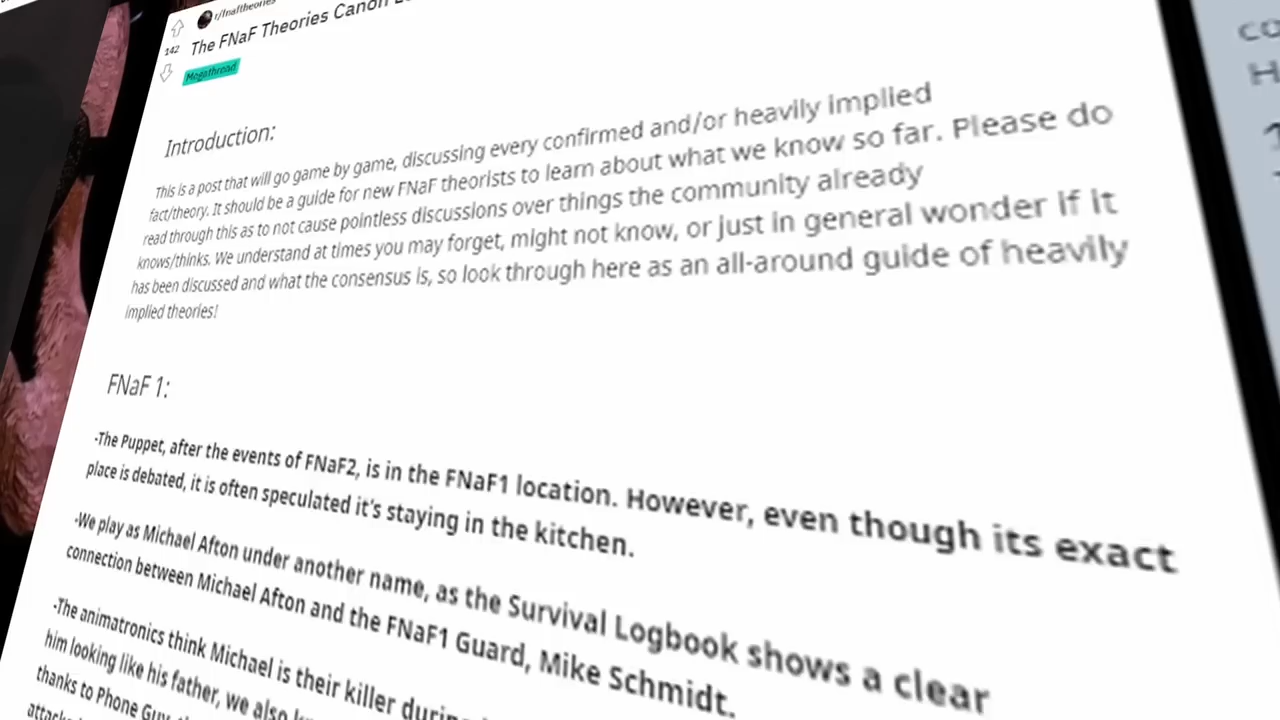 r/fnaftheories
142
The FNaF Theories Canon
Megathread
Introduction:
This is a post that will go game by game, discussing every confirmed and/or heavily implied
fact/theory. It should be a guide for new FNaF theorists to learn about what we know so far. Please do
read through this as to not cause pointless discussions over things the community already
knows/thinks. We understand at times you may forget, might not know, or just in general wonder if it
has been discussed and what the consensus is, so look through here as an all-around guide of heavily
implied theories!
FNaF 1:
-The Puppet, after the events of FNaF2, is in the FNaF1 location. However, even though its exact
place is debated, it is often speculated it's staying in the kitchen.
-We play as Michael Afton under another name, as the Survival Logbook shows a clear
connection between Michael Afton and the FNaF1 Guard, Mike Schmidt.
-The animatronics think Michael is their killer during
him looking like his father, we also
thanks to Phone Guy,